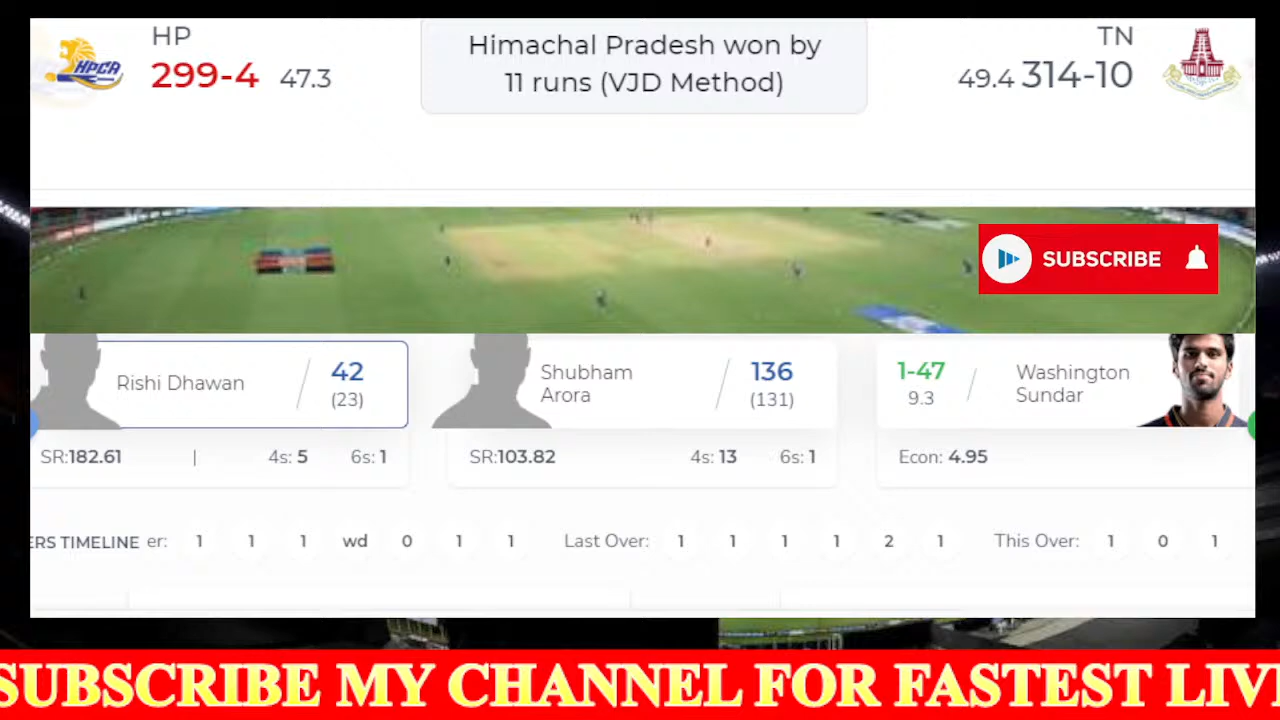 HP
299-4 47.3
HPCA
Himachal Pradesh won by
11 runs (VJD Method)
TN
49.4 314-10
SUBSCRIBE
Rishi Dhawan
42
(23)
SR:182.61 | 4s: 5 6s: 1
Shubham
Arora
136
(131)
SR:103.82 4s: 13 6s: 1
1-47
9.3
Washington
Sundar
Econ: 4.95
ERS TIMELINE er: 1 1 1 wd 0 1 1 Last Over: 1 1 1 1 2 1 This Over: 1 0 1
SUBSCRIBE MY CHANNEL FOR FASTEST LIV